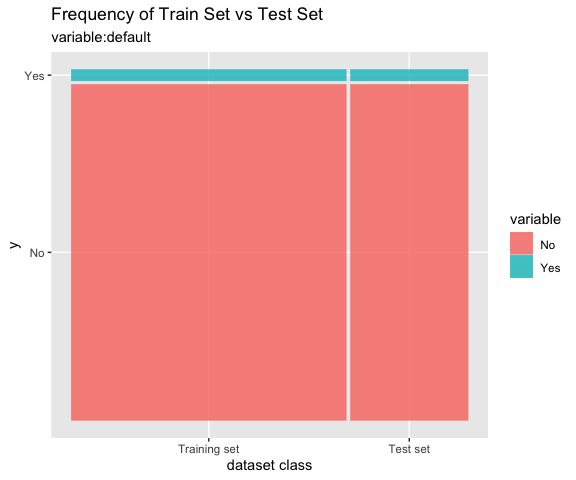 Frequency of Train Set vs Test Set
variable:default
Yes
No
y
Training set
Test set
dataset class
variable
No
Yes